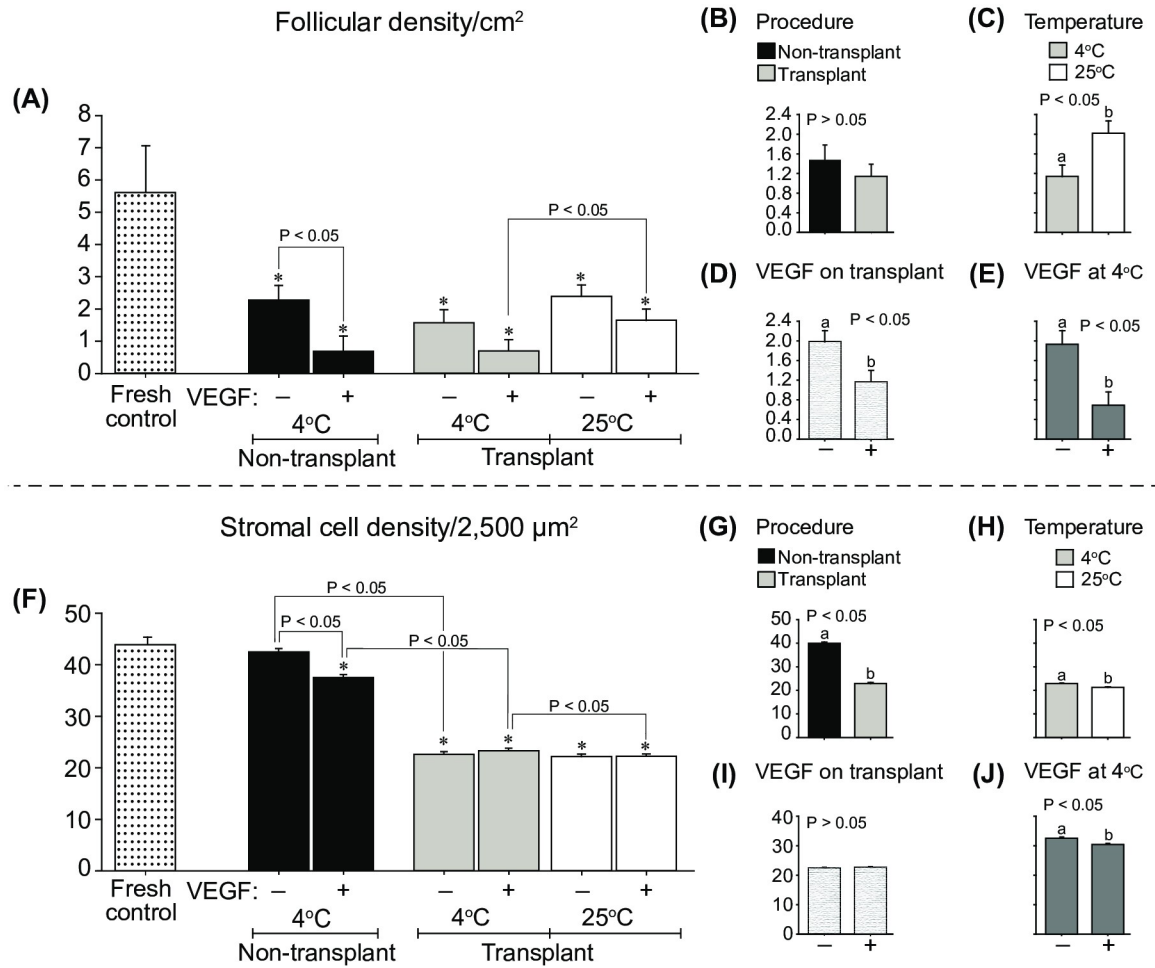 Follicular density/cm²
(A)
8
7
6
5
4
3
2
1
0
P < 0.05
P < 0.05
* * * * * *
Fresh
control
VEGF: – + – + – +
4°C 4°C 25°C
Non-transplant Transplant
(B) Procedure
Non-transplant
Transplant
2.4
2.0
1.6
1.2
0.8
0.4
0.0
P > 0.05
(C) Temperature
4°C
25°C
P < 0.05
a b
(D) VEGF on transplant
2.4
2.0
1.6
1.2
0.8
0.4
0.0
a P < 0.05
b
– +
(E) VEGF at 4°C
a P < 0.05
b
– +
Stromal cell density/2,500 µm²
(F)
50
40
30
20
10
0
P < 0.05
P < 0.05
P < 0.05
P < 0.05
* * * * *
Fresh
control
VEGF: – + – + – +
4°C 4°C 25°C
Non-transplant Transplant
(G) Procedure
Non-transplant
Transplant
50
40
30
20
10
0
P < 0.05
a
b
(H) Temperature
4°C
25°C
P < 0.05
a b
(I) VEGF on transplant
40
30
20
10
0
P > 0.05
– +
(J) VEGF at 4°C
P < 0.05
a b
– +